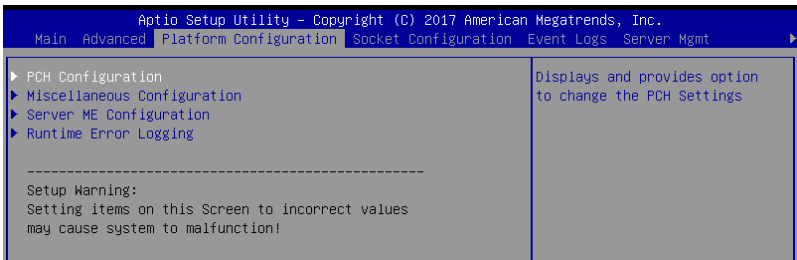 Aptio Setup Utility – Copyright (C) 2017 American Megatrends, Inc.
Main Advanced Platform Configuration Socket Configuration Event Logs Server Mgmt
PCH Configuration
Miscellaneous Configuration
Server ME Configuration
Runtime Error Logging
------------------------------------------------
Setup Warning:
Setting items on this Screen to incorrect values
may cause system to malfunction!
Displays and provides option
to change the PCH Settings